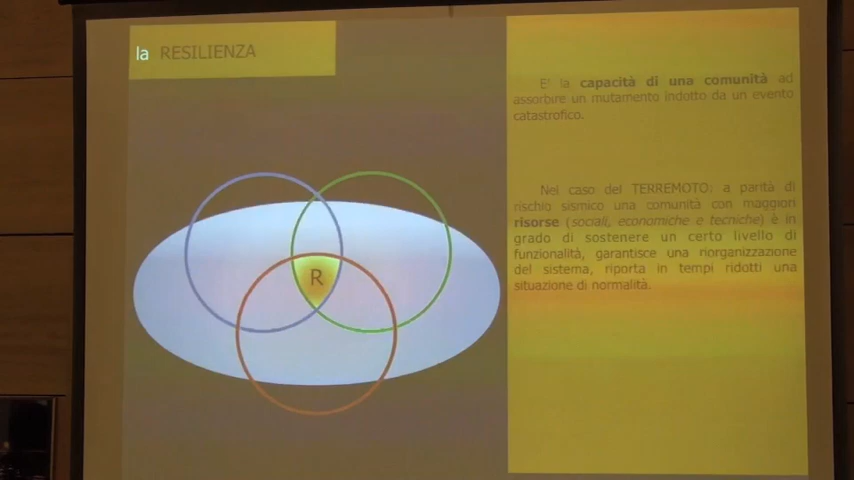 la RESILIENZA
E' la capacità di una comunità ad
assorbire un mutamento indotto da un evento
catastrofico.
Nel caso del TERREMOTO: a parità di
rischio sismico una comunità con maggiori
risorse (sociali, economiche e tecniche) è in
grado di sostenere un certo livello di
funzionalità, garantisce una riorganizzazione
del sistema, riporta in tempi ridotti una
situazione di normalità.
R